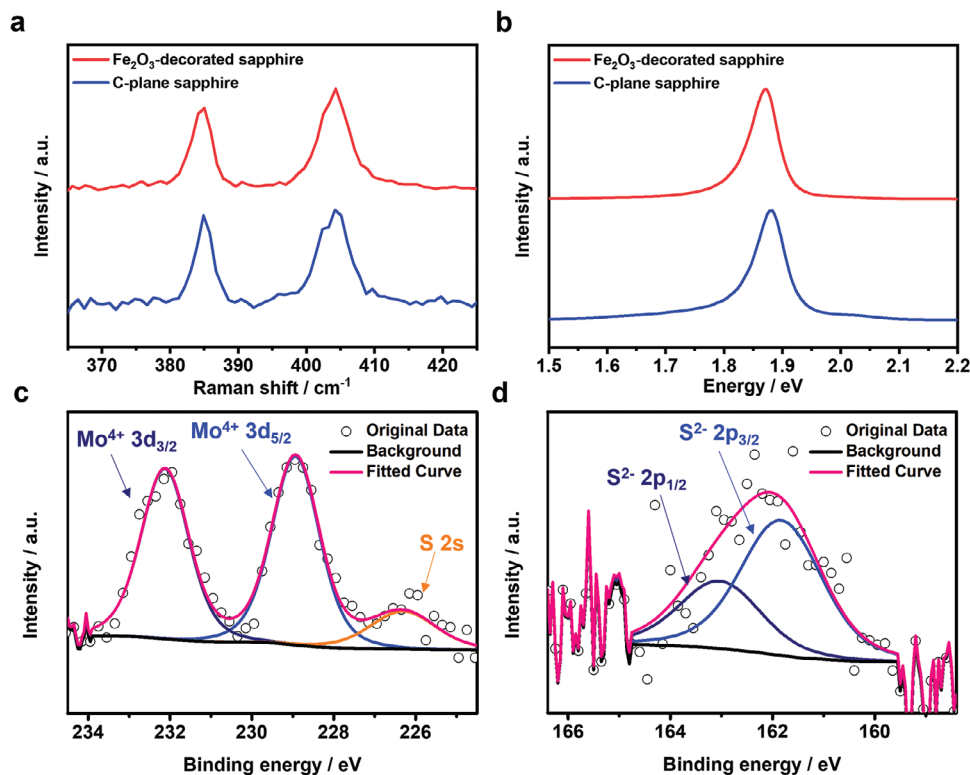 a
Fe₂O₃-decorated sapphire
C-plane sapphire
Intensity / a.u.
370 380 390 400 410 420
Raman shift / cm⁻¹
b
Fe₂O₃-decorated sapphire
C-plane sapphire
Intensity / a.u.
1.5 1.6 1.7 1.8 1.9 2.0 2.1 2.2
Energy / eV
c
Mo⁴⁺ 3d₃/₂
Mo⁴⁺ 3d₅/₂
S 2s
Original Data
Background
Fitted Curve
Intensity / a.u.
234 232 230 228 226
Binding energy / eV
d
S²⁻ 2p₃/₂
S²⁻ 2p₁/₂
Original Data
Background
Fitted Curve
Intensity / a.u.
166 164 162 160
Binding energy / eV